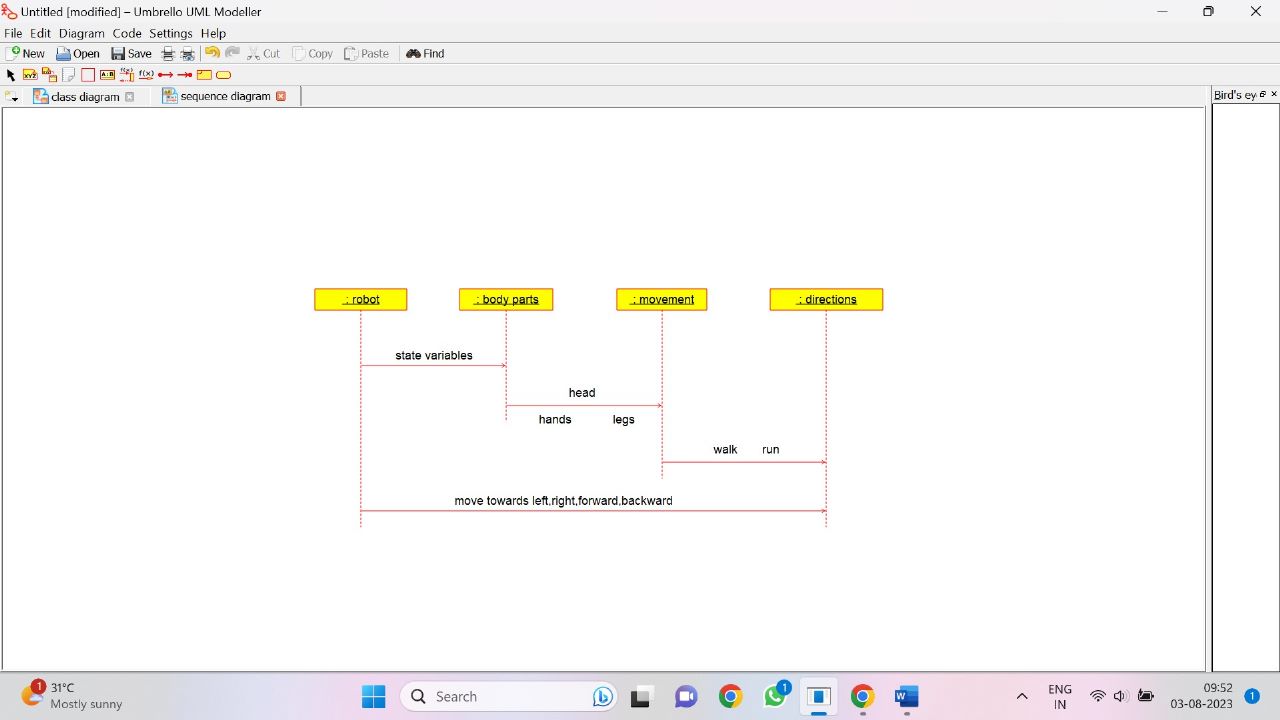 Untitled [modified] – Umbrello UML Modeller
File Edit Diagram Code Settings Help
New Open Save Cut Copy Paste Find
class diagram sequence diagram Bird's ey
: robot : body parts : movement : directions
state variables
head
hands legs
walk run
move towards left,right,forward,backward
1 31°C
Mostly sunny
Search
1
ENG
IN
09:52
03-08-2023
1